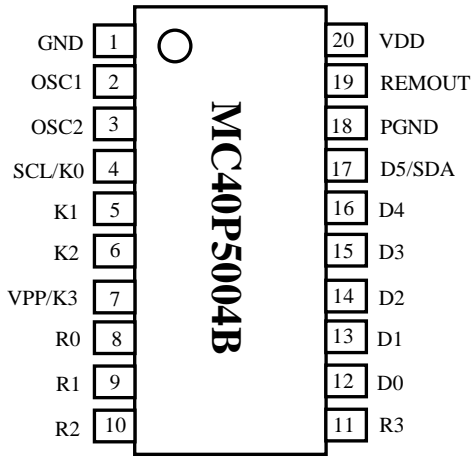 GND 1 20 VDD
OSC1 2 19 REMOUT
OSC2 3 18 PGND
SCL/K0 4 17 D5/SDA
K1 5 16 D4
K2 6 15 D3
VPP/K3 7 14 D2
R0 8 13 D1
R1 9 12 D0
R2 10 11 R3
MC40P5004B